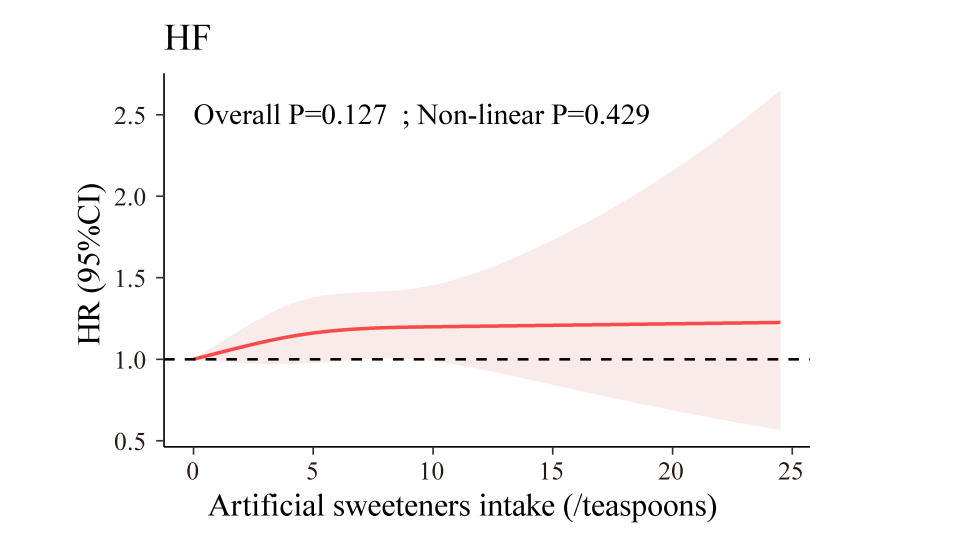 HF
Overall P=0.127 ; Non-linear P=0.429
HR (95%CI)
2.5
2.0
1.5
1.0
0.5
0 5 10 15 20 25
Artificial sweeteners intake (/teaspoons)